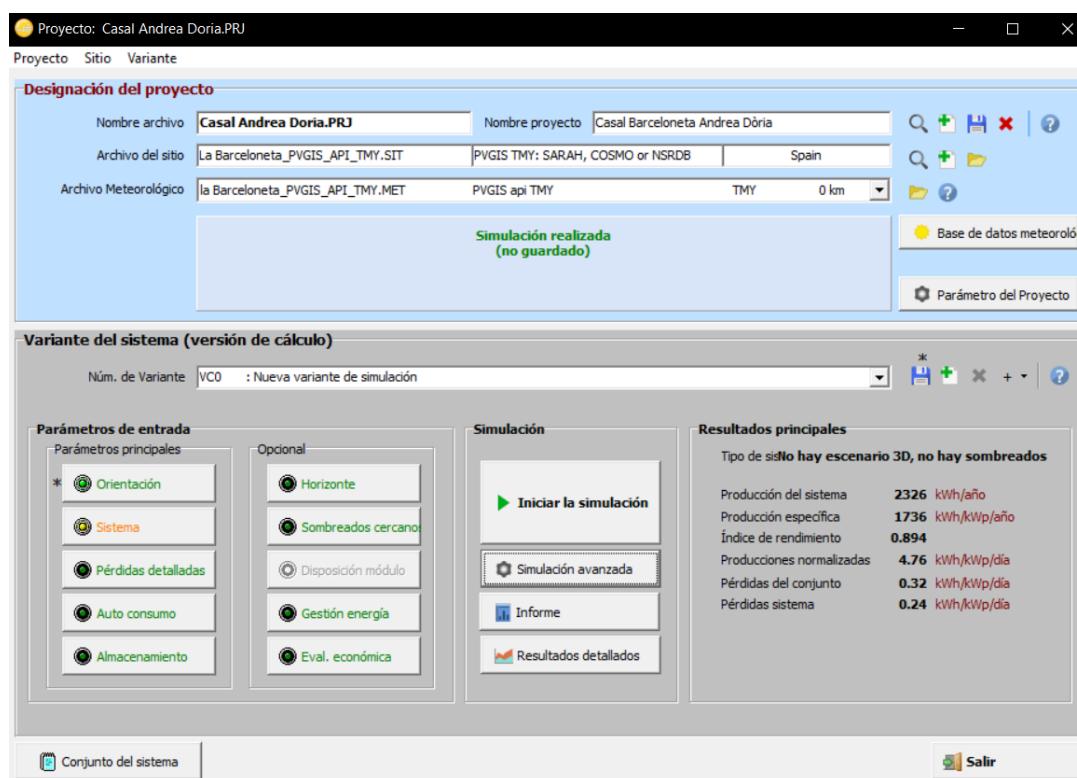 Proyecto: Casal Andrea Doria.PRJ
Proyecto Sitio Variante
Designación del proyecto
Nombre archivo Casal Andrea Doria.PRJ Nombre proyecto Casal Barceloneta Andrea Dòria
Archivo del sitio La Barceloneta_PVGIS_API_TMY.SIT PVGIS TMY: SARAH, COSMO or NSRDB Spain
Archivo Meteorológico la Barceloneta_PVGIS_API_TMY.MET PVGIS api TMY TMY 0 km
Simulación realizada
(no guardado)
Base de datos meteoroló
Parámetro del Proyecto
Variante del sistema (versión de cálculo)
Núm. de Variante VC0 : Nueva variante de simulación
Parámetros de entrada
Parámetros principales
* Orientación
Sistema
Pérdidas detalladas
Auto consumo
Almacenamiento
Opcional
Horizonte
Sombreados cercanos
Disposición módulo
Gestión energía
Eval. económica
Simulación
Iniciar la simulación
Simulación avanzada
Informe
Resultados detallados
Resultados principales
Tipo de sis No hay escenario 3D, no hay sombreados
Producción del sistema 2326 kWh/año
Producción específica 1736 kWh/kWp/año
Índice de rendimiento 0.894
Producciones normalizadas 4.76 kWh/kWp/día
Pérdidas del conjunto 0.32 kWh/kWp/día
Pérdidas sistema 0.24 kWh/kWp/día
Conjunto del sistema
Salir